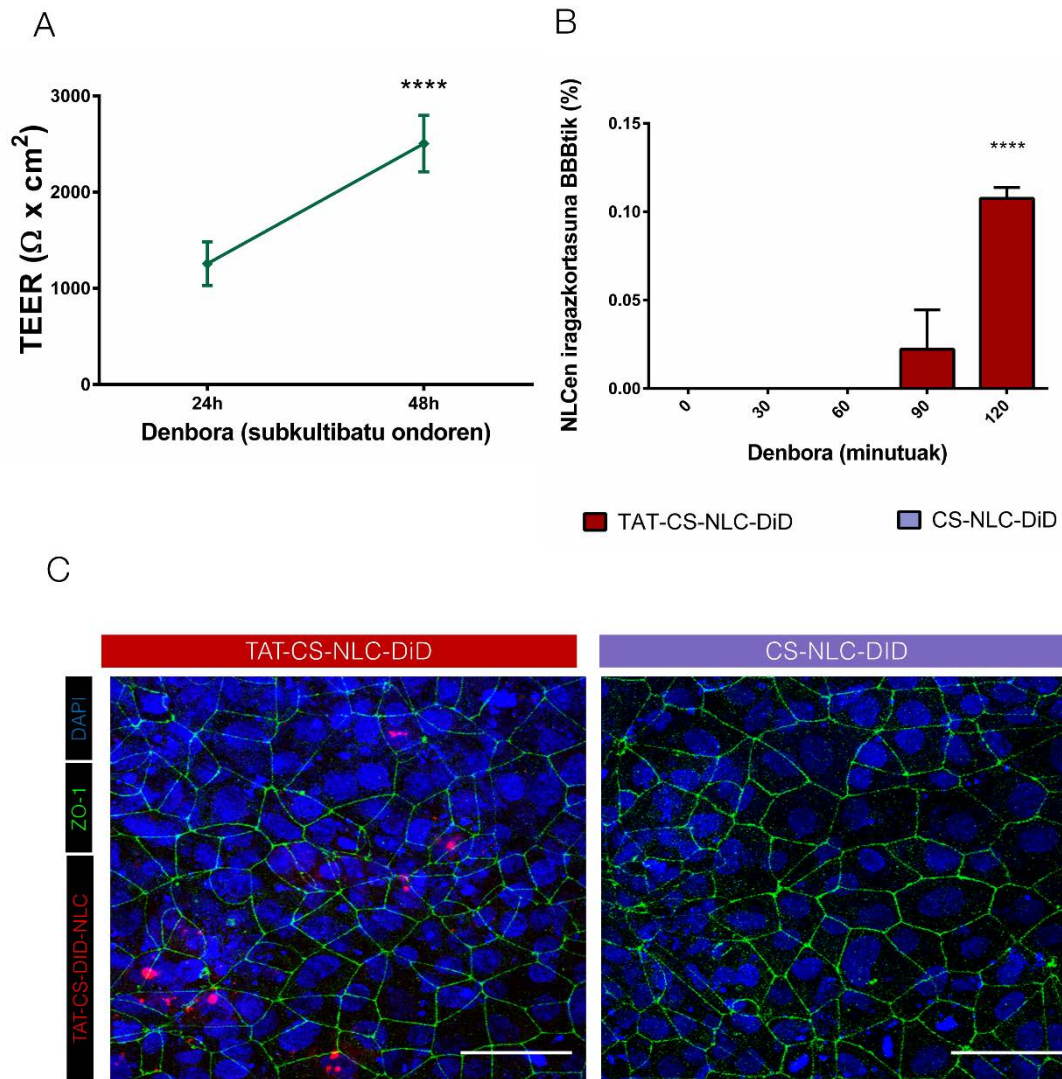 A
****
3000
2000
1000
0
TEER (Ω x cm²)
24h
48h
Denbora (subkultibatu ondoren)
B
NLCen iragazkortasuna BBBtik (%)
0.15
0.10
0.05
0.00
****
0
30
60
90
120
Denbora (minutuak)
TAT-CS-NLC-DiD
CS-NLC-DiD
C
TAT-CS-NLC-DiD
CS-NLC-DID
DAPI
ZO-1
TAT-CS-DID-NLC